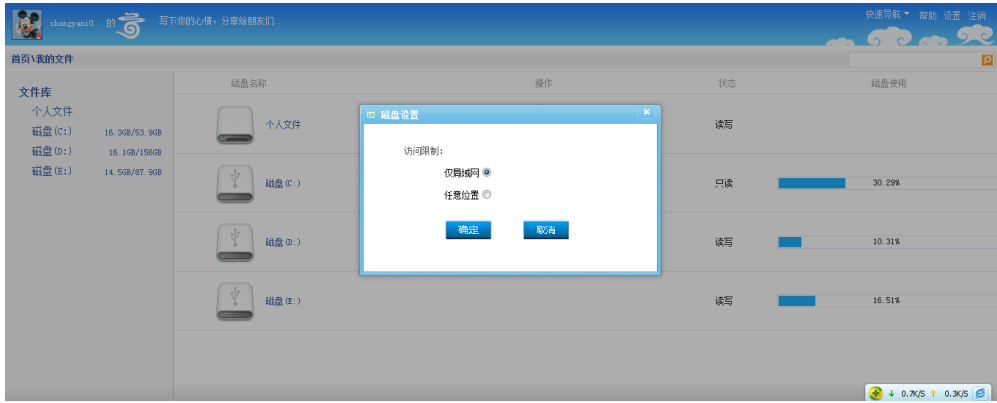 zhangyani0... 的 写下你的心情，分享给朋友们... 快速导航 帮助 设置 注销
首页\我的文件
磁盘名称 操作 状态 磁盘使用
文件库
个人文件
磁盘(C:) 16.3GB/53.9GB
磁盘(D:) 16.1GB/156GB
磁盘(E:) 14.5GB/87.9GB
个人文件 读写
磁盘(C:) 只读 30.29%
磁盘(D:) 读写 10.31%
磁盘(E:) 读写 16.51%
磁盘设置
访问限制:
仅局域网
任意位置
确定 取消
0.7K/S 0.3K/S